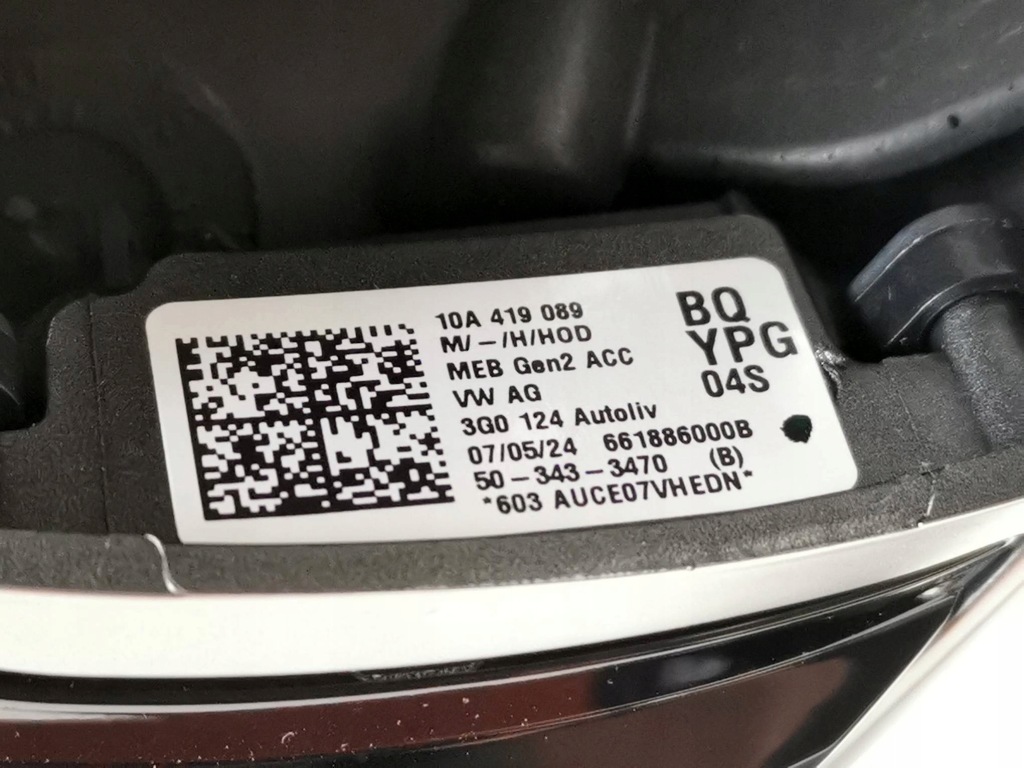 10A 419 089
M/-/H/HOD
MEB Gen2 ACC
VW AG
3G0 124 Autoliv
07/05/24 661886000B
50-343-3470 (B)
*603 AUCE07VHEDN*
BQ
YPG
04S